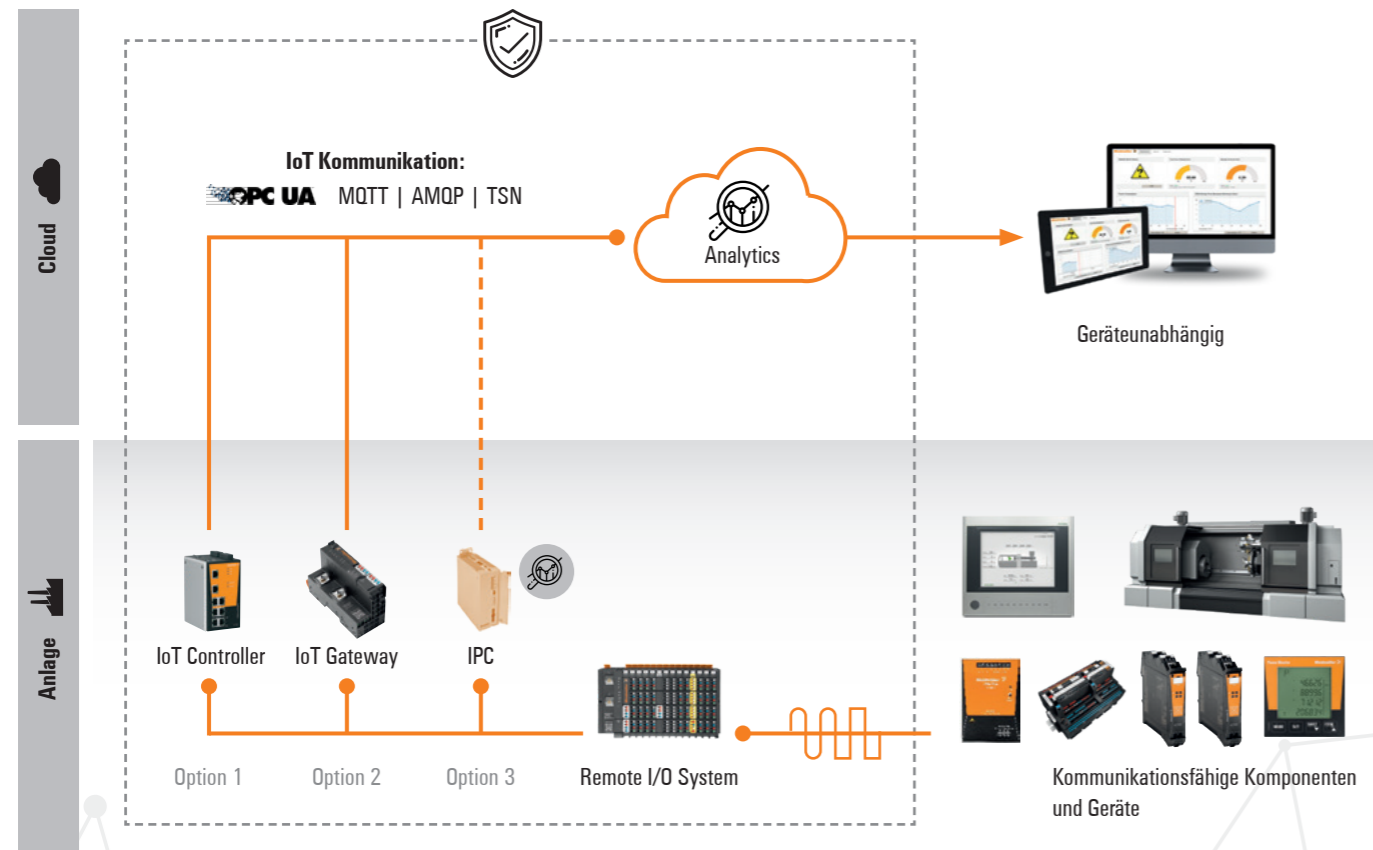 Cloud
IoT Kommunikation:
OPC UA MQTT | AMQP | TSN
Analytics
Geräteunabhängig
Anlage
IoT Controller
IoT Gateway
IPC
Option 1
Option 2
Option 3
Remote I/O System
Kommunikationsfähige Komponenten
und Geräte